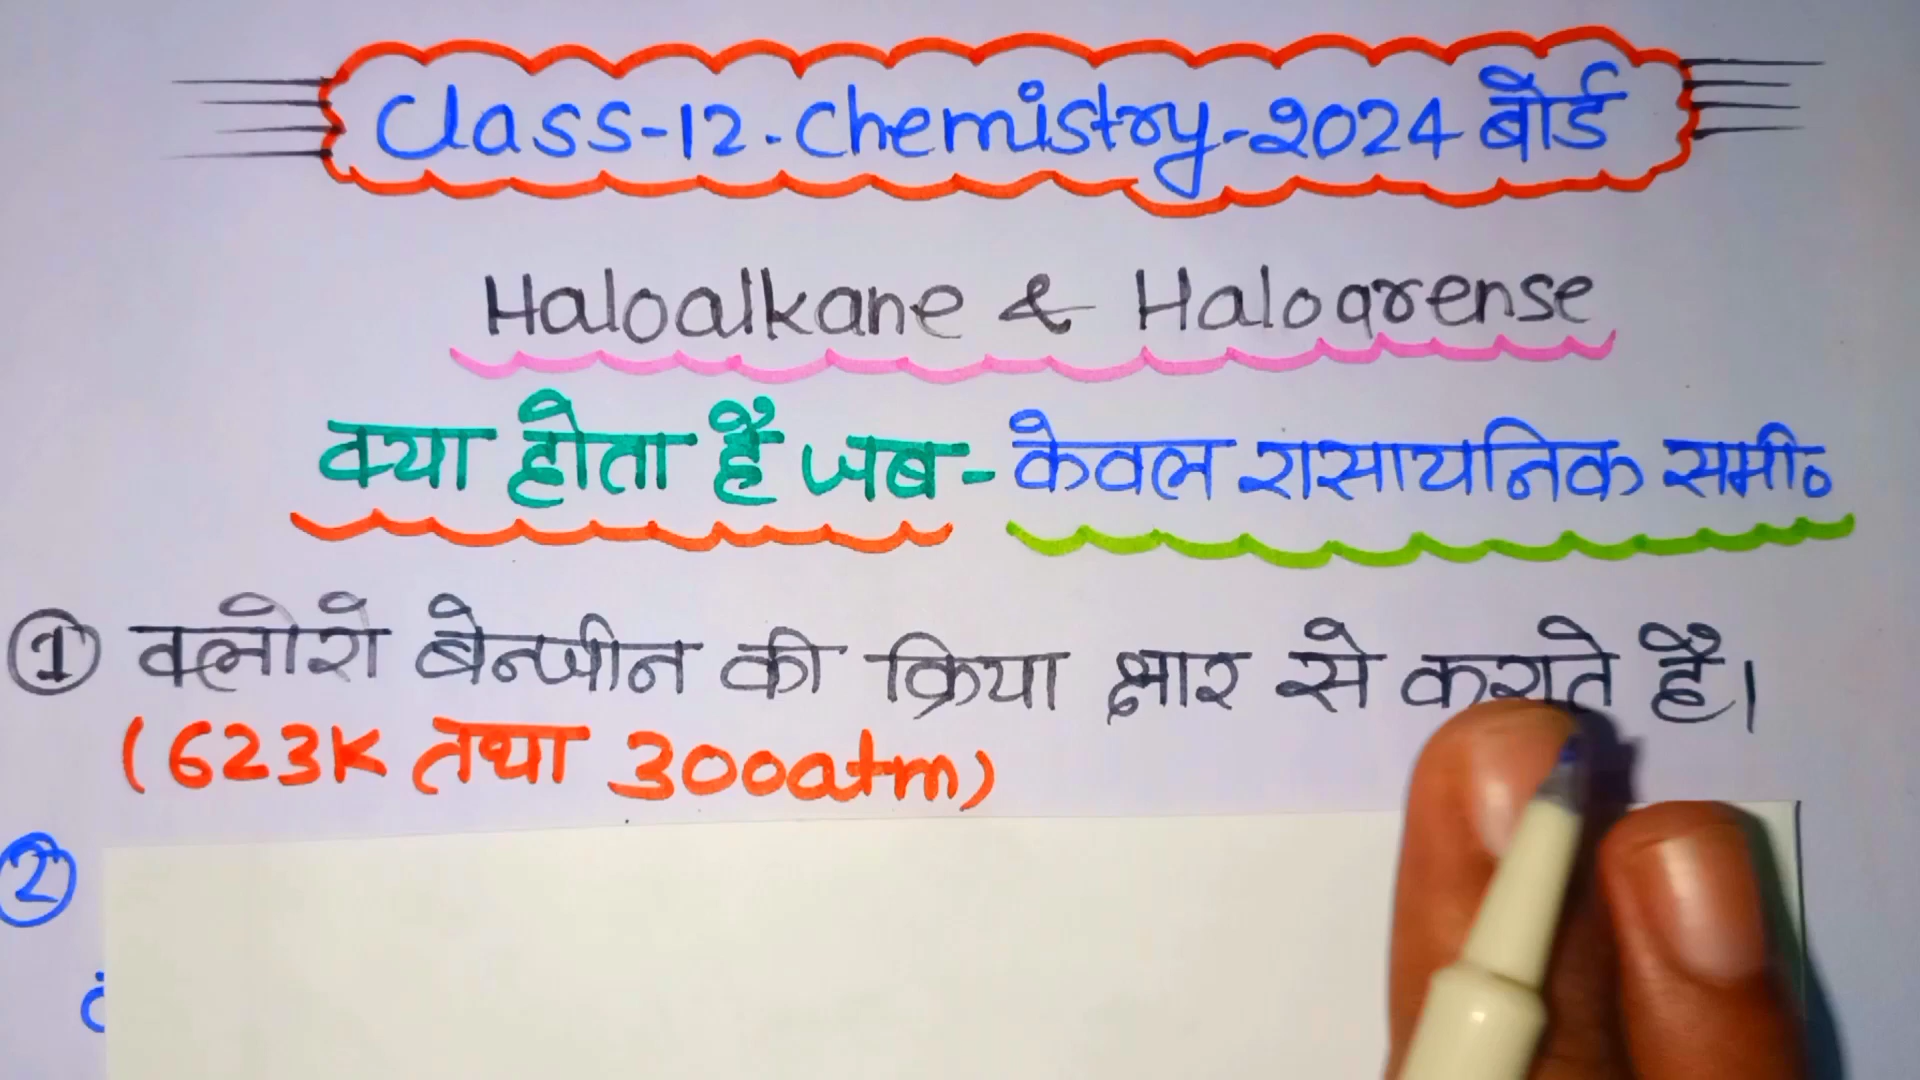 Class-12-Chemistry-2024 बोर्ड
Haloalkane & Haloarense
क्या होता है जब-केवल रासायनिक समी०
① क्लोरो बेन्जीन की क्रिया क्षार से कराते है।
(623K तथा 300atm)
②